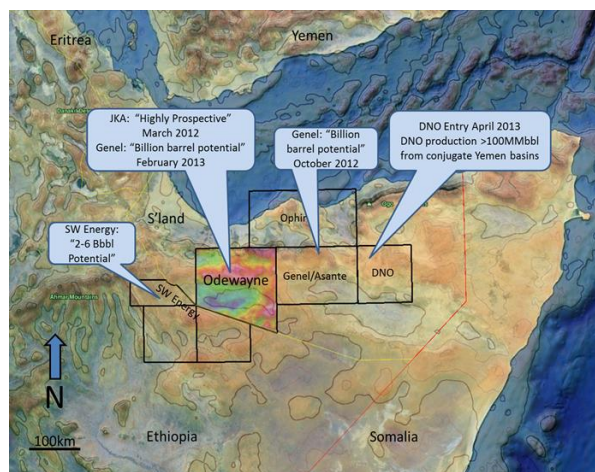 Eritrea
Yemen
JKA: “Highly Prospective”
March 2012
Genel: “Billion barrel potential”
February 2013
Genel: “Billion
barrel potential”
October 2012
DNO Entry April 2013
DNO production >100MMbbl
from conjugate Yemen basins
S'land
Ophir
SW Energy:
“2-6 Bbbl
Potential”
Odewayne
Genel/Asante
DNO
SW Energy
Ahmar Mountains
N
100km
Ethiopia
Somalia